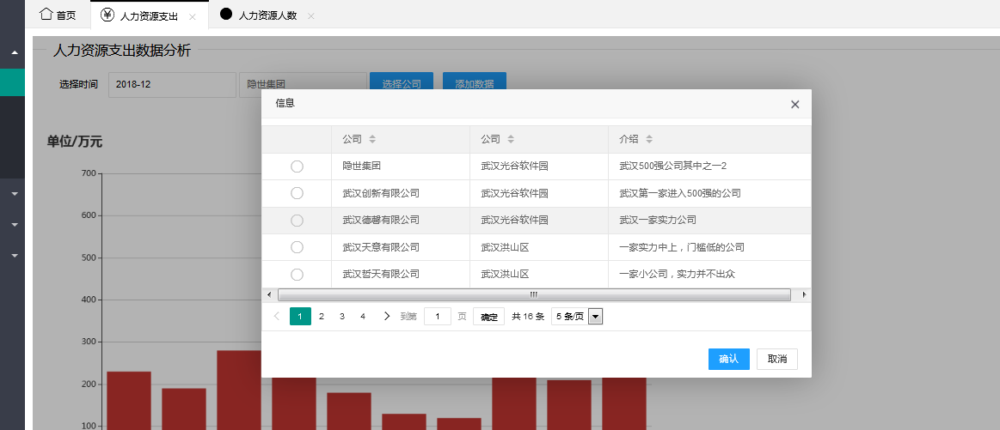 首页 人力资源支出 人力资源人数
人力资源支出数据分析
选择时间 2018-12 隐世集团 选择公司 添加数据
信息
单位/万元
公司 公司 介绍
隐世集团 武汉光谷软件园 武汉500强公司其中之一2
武汉创新有限公司 武汉光谷软件园 武汉第一家进入500强的公司
武汉德馨有限公司 武汉光谷软件园 武汉一家实力公司
武汉天意有限公司 武汉洪山区 一家实力中上，门槛低的公司
武汉哲天有限公司 武汉洪山区 一家小公司，实力并不出众
1 2 3 4 到第 1 页 确定 共 16 条 5 条/页
确认 取消
700
600
500
400
300
200
100